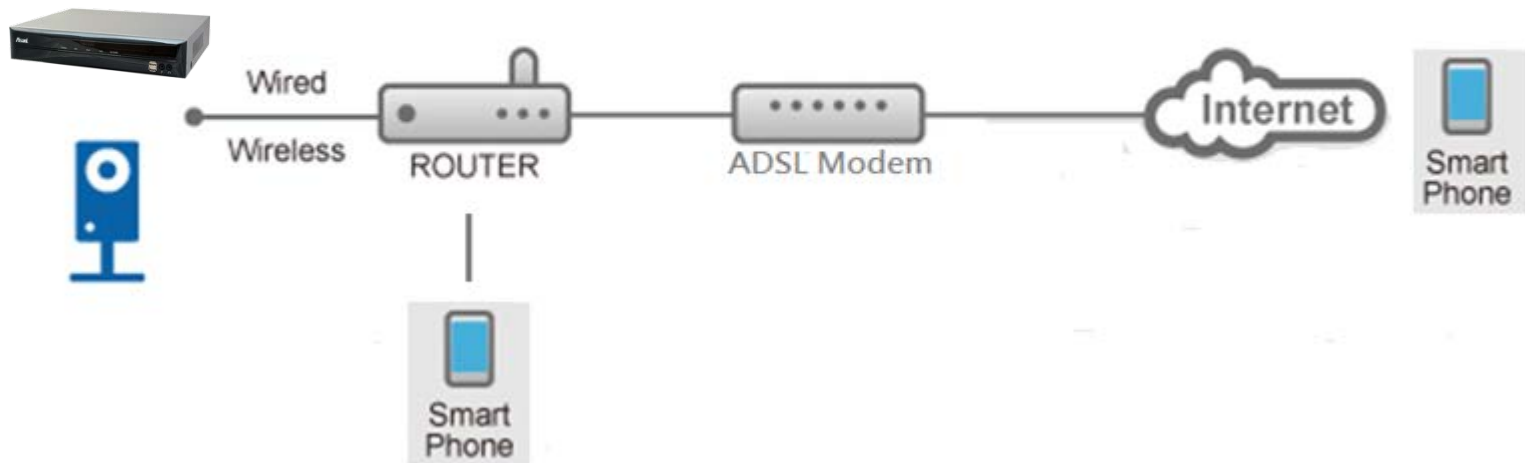 Wired
Wireless
ROUTER
ADSL Modem
Internet
Smart
Phone
Smart
Phone